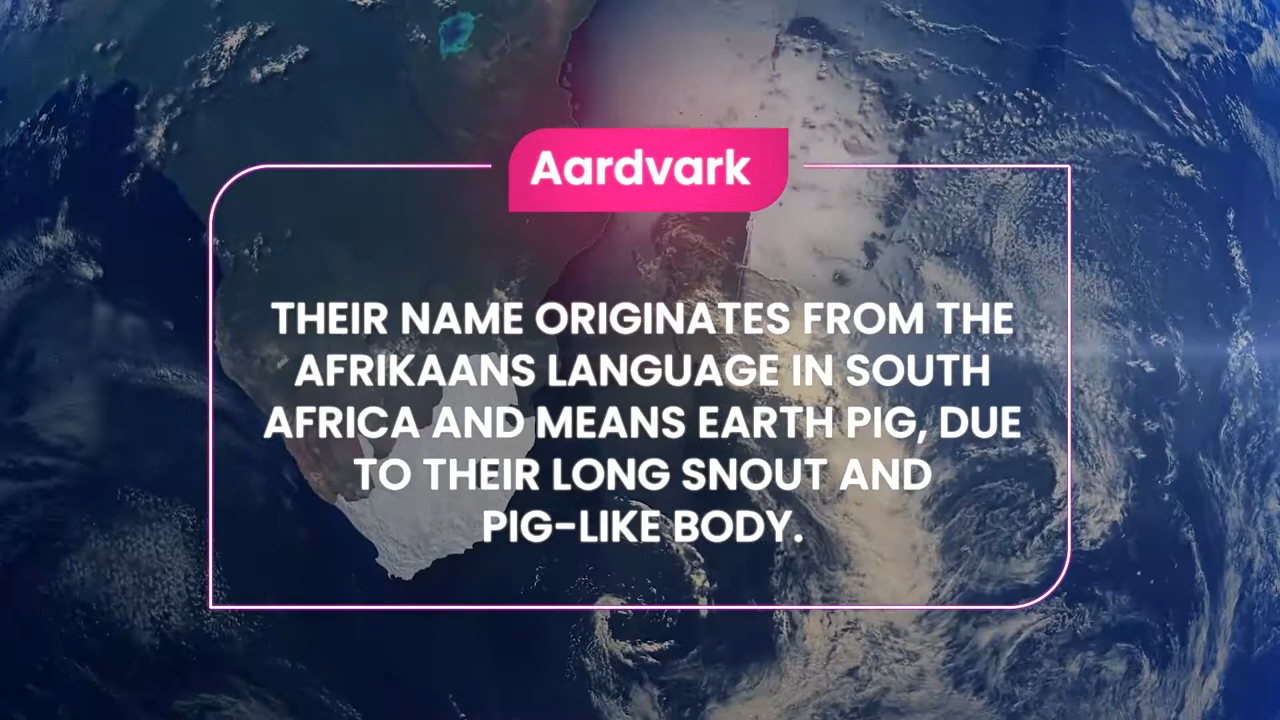 Aardvark
THEIR NAME ORIGINATES FROM THE
AFRIKAANS LANGUAGE IN SOUTH
AFRICA AND MEANS EARTH PIG, DUE
TO THEIR LONG SNOUT AND
PIG-LIKE BODY.